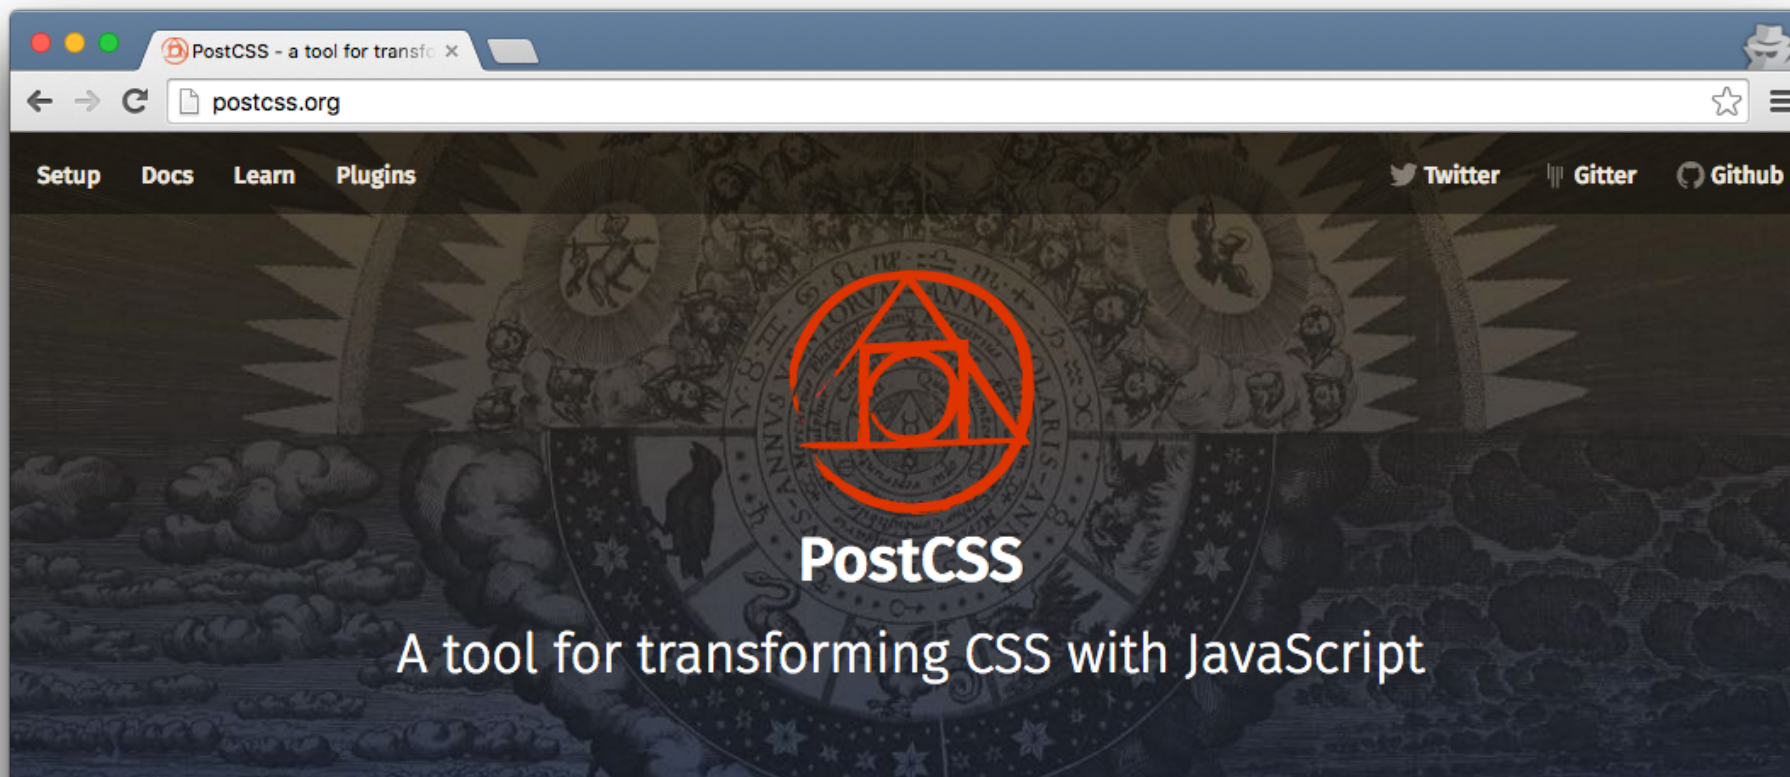 PostCSS - a tool for transfo
postcss.org
Setup Docs Learn Plugins Twitter Gitter Github
PostCSS
A tool for transforming CSS with JavaScript